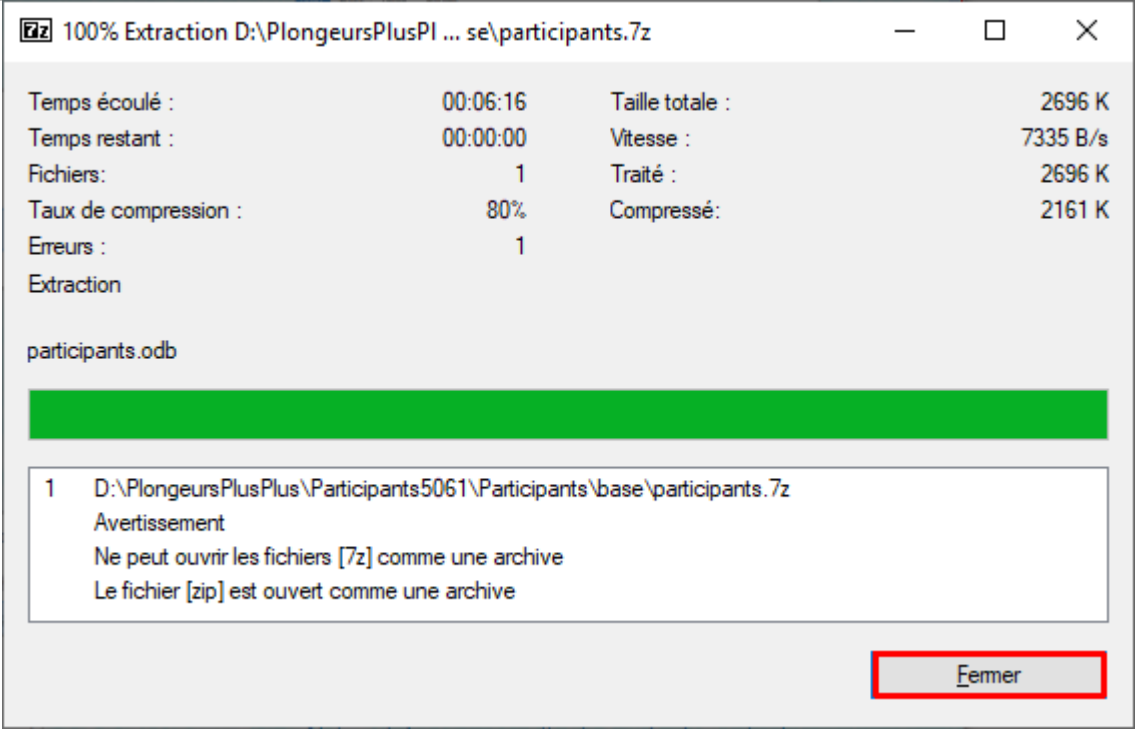 7z 100% Extraction D:\PlongeursPlusPl ... se\participants.7z
Temps écoulé : 00:06:16 Taille totale : 2696 K
Temps restant : 00:00:00 Vitesse : 7335 B/s
Fichiers: 1 Traité : 2696 K
Taux de compression : 80% Compressé: 2161 K
Erreurs : 1
Extraction
participants.odb
1 D:\PlongeursPlusPlus\Participants5061\Participants\base\participants.7z
Avertissement
Ne peut ouvrir les fichiers [7z] comme une archive
Le fichier [zip] est ouvert comme une archive
Fermer